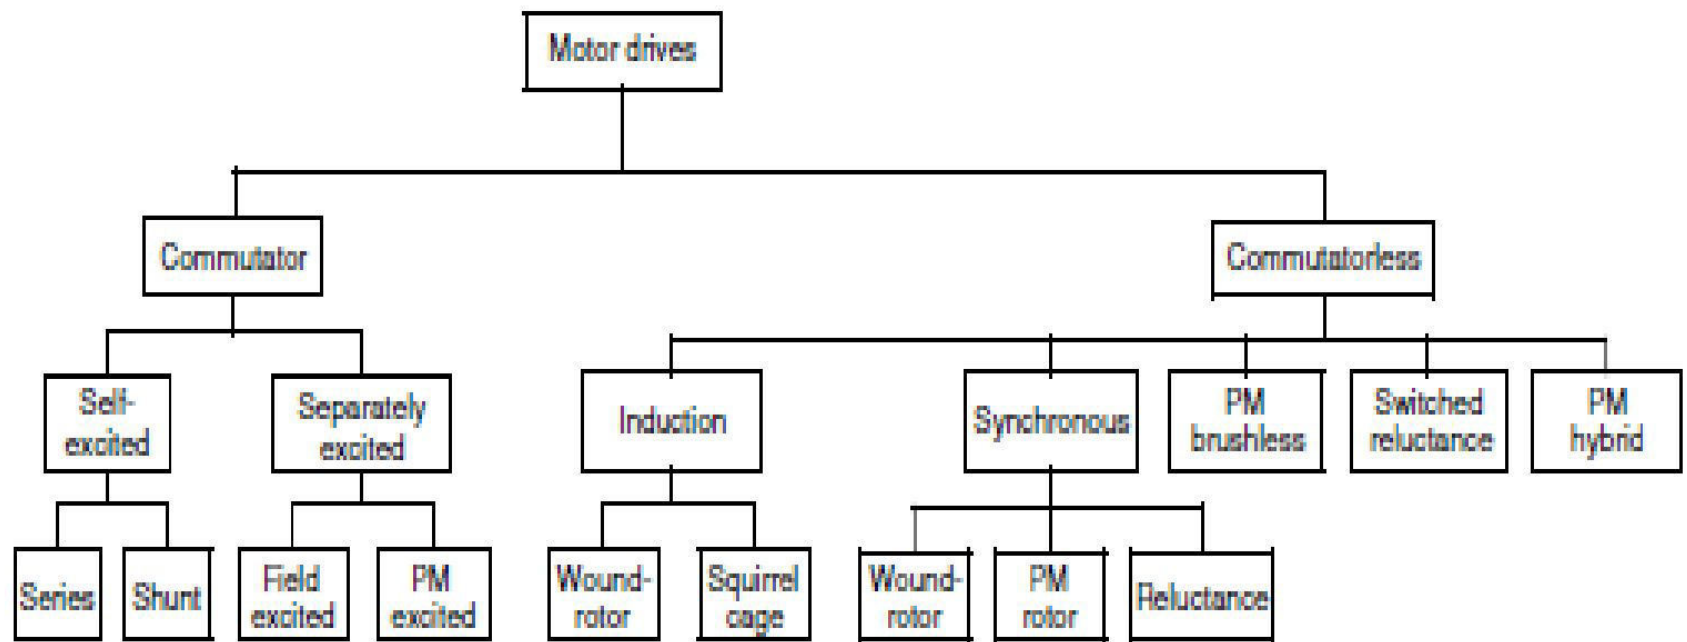 Motor drives
Commutator
Commutatorless
Self-
excited
Separately
excited
Induction
Synchronous
PM
brushless
Switched
reluctance
PM
hybrid
Series
Shunt
Field
excited
PM
excited
Wound-
rotor
Squirrel
cage
Wound-
rotor
PM
rotor
Reluctance